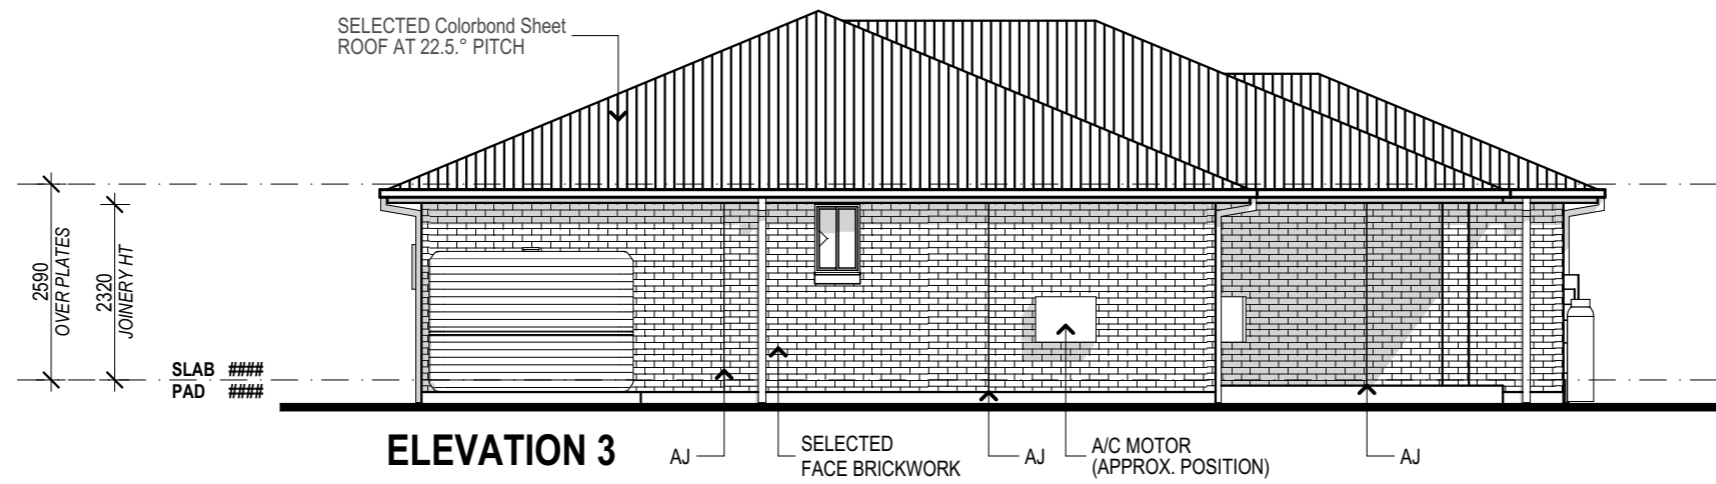 SELECTED Colorbond Sheet
ROOF AT 22.5.° PITCH
2590
OVER PLATES
2320
JOINERY HT
SLAB ####
PAD ####
ELEVATION 3
AJ
SELECTED
FACE BRICKWORK
AJ
A/C MOTOR
(APPROX. POSITION)
AJ